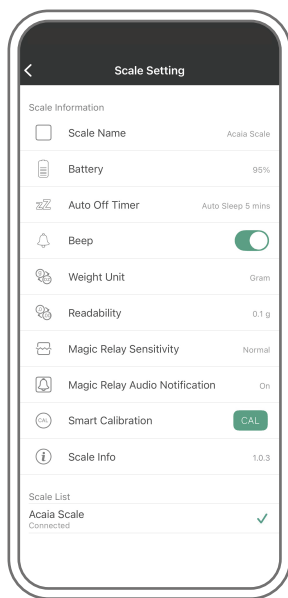 Scale Setting
Scale Information
Scale Name Acaia Scale
Battery 95%
Auto Off Timer Auto Sleep 5 mins
Beep
Weight Unit Gram
Readability 0.1 g
Magic Relay Sensitivity Normal
Magic Relay Audio Notification On
CAL Smart Calibration CAL
Scale Info 1.0.3
Scale List
Acaia Scale
Connected